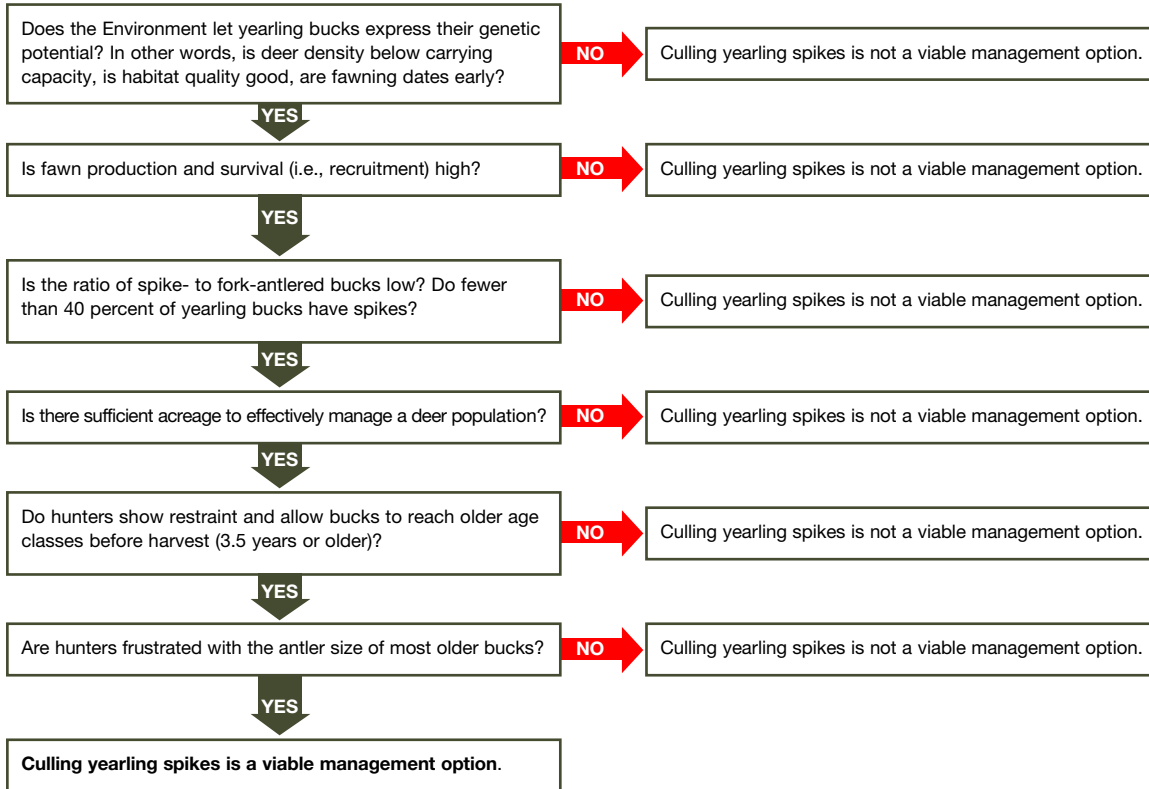 Does the Environment let yearling bucks express their genetic
potential? In other words, is deer density below carrying
capacity, is habitat quality good, are fawning dates early?
NO
Culling yearling spikes is not a viable management option.
YES
Is fawn production and survival (i.e., recruitment) high?
NO
Culling yearling spikes is not a viable management option.
YES
Is the ratio of spike- to fork-antlered bucks low? Do fewer
than 40 percent of yearling bucks have spikes?
NO
Culling yearling spikes is not a viable management option.
YES
Is there sufficient acreage to effectively manage a deer population?
NO
Culling yearling spikes is not a viable management option.
YES
Do hunters show restraint and allow bucks to reach older age
classes before harvest (3.5 years or older)?
NO
Culling yearling spikes is not a viable management option.
YES
Are hunters frustrated with the antler size of most older bucks?
NO
Culling yearling spikes is not a viable management option.
YES
Culling yearling spikes is a viable management option.